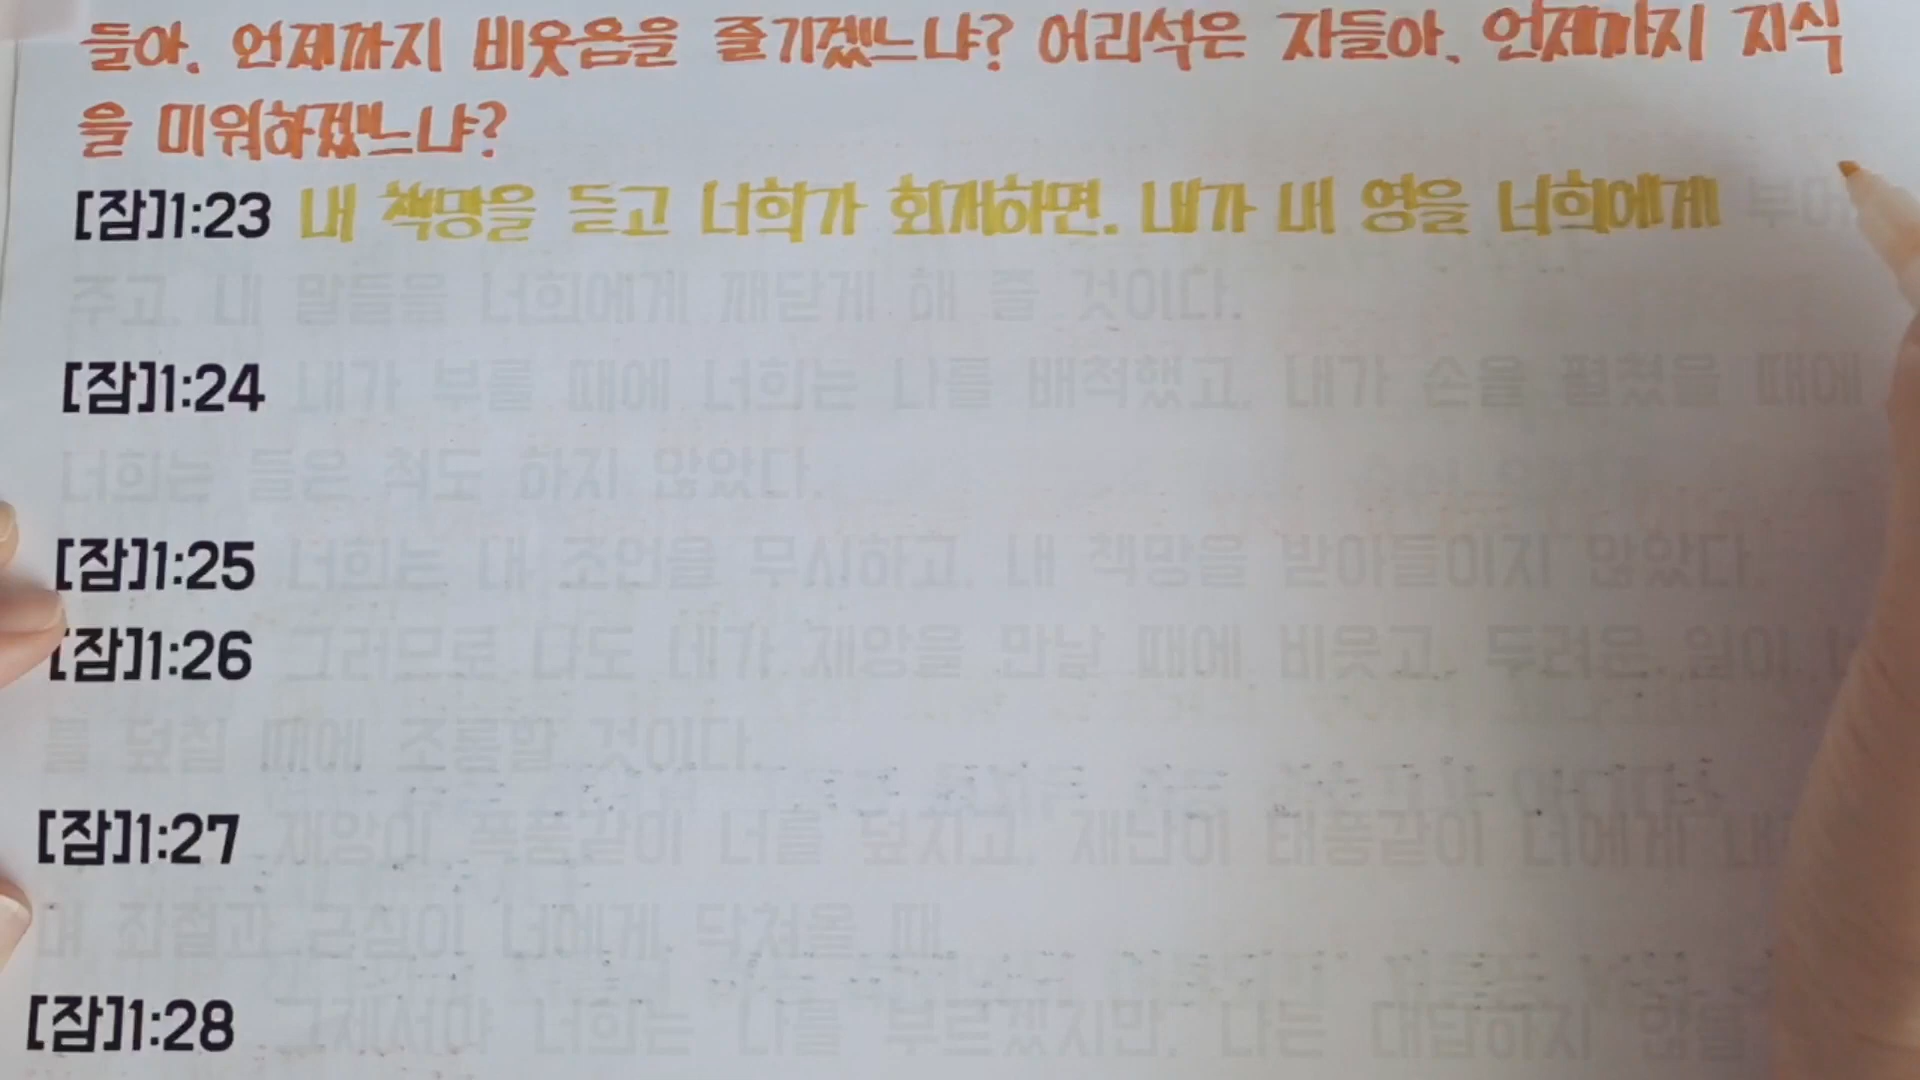 들아, 언제까지 비웃음을 즐기겠느냐? 어리석은 자들아, 언제까지 지식
을 미워하겠느냐?
[잠]1:23 내 책망을 듣고 너희가 회개하면, 내가 내 영을 너희에게 부어
주고, 내 말들을 너희에게 깨닫게 해 줄 것이다.
[잠]1:24 내가 부를 때에 너희는 나를 배척했고, 내가 손을 펼쳤을 때에
너희는 들은 척도 하지 않았다.
[잠]1:25 너희는 내 조언을 무시하고, 내 책망을 받아들이지 않았다.
[잠]1:26 그러므로 나도 네가 재앙을 만날 때에 비웃고, 두려운 일이
를 덮칠 때에 조롱할 것이다.
[잠]1:27 재앙이 폭풍같이 너를 덮치고, 재난이 태풍같이 너에게
며 좌절과 근심이 너에게 닥쳐올 때,
[잠]1:28 그제서야 너희는 나를 부르겠지만, 나는 대답하지 않을